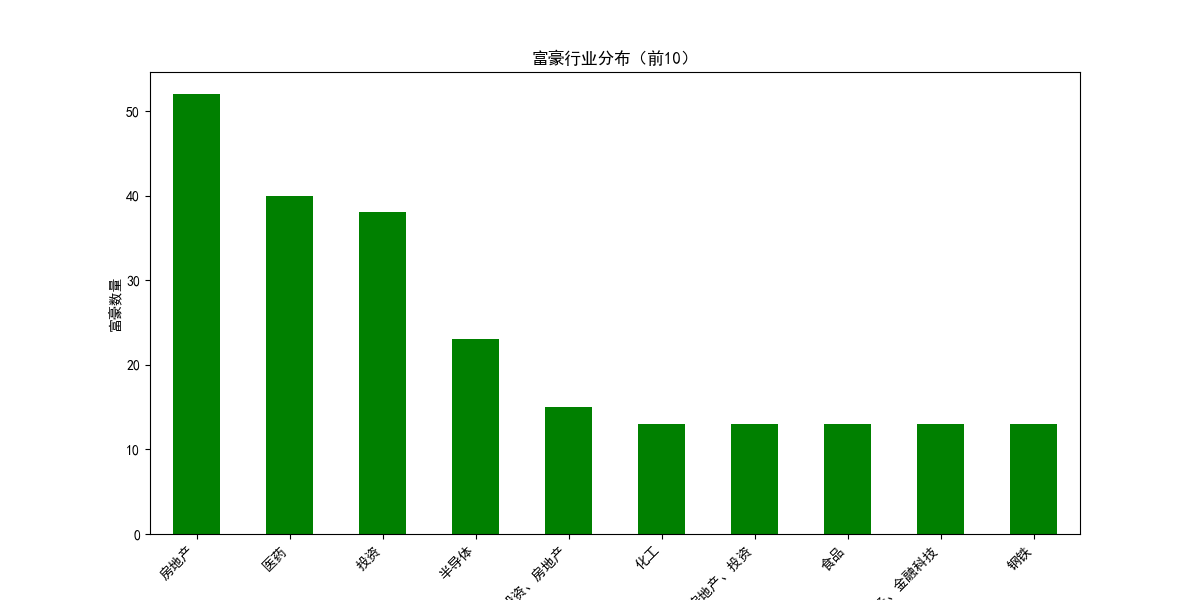 富豪行业分布（前10）
富豪数量
50
40
30
20
10
0
房地产
医药
投资
半导体
投资、房地产
化工
房地产、投资
食品
、金融科技
钢铁